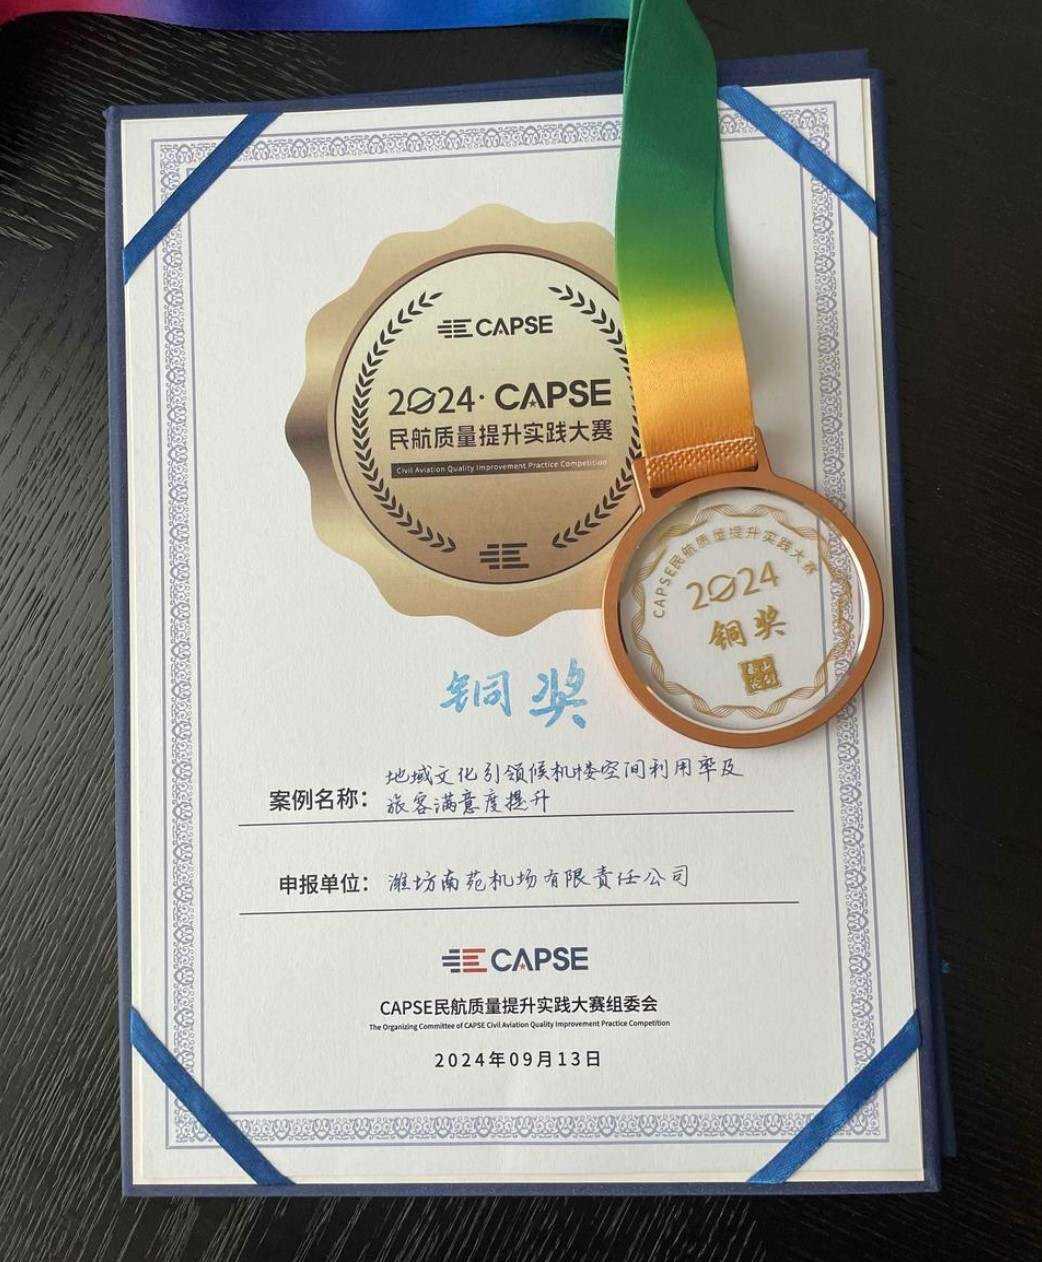 CAPSE
2024·CAPSE
民航质量提升实践大赛
Civil Aviation Quality Improvement Practice Competition
CAPSE民航质量提升实践大赛
2024
铜奖
铜奖
案例名称：地域文化引领候机楼空间利用率及
旅客满意度提升
申报单位：潍坊南苑机场有限责任公司
CAPSE
CAPSE民航质量提升实践大赛组委会
The Organizing Committee of CAPSE Civil Aviation Quality Improvement Practice Competition
2024年09月13日